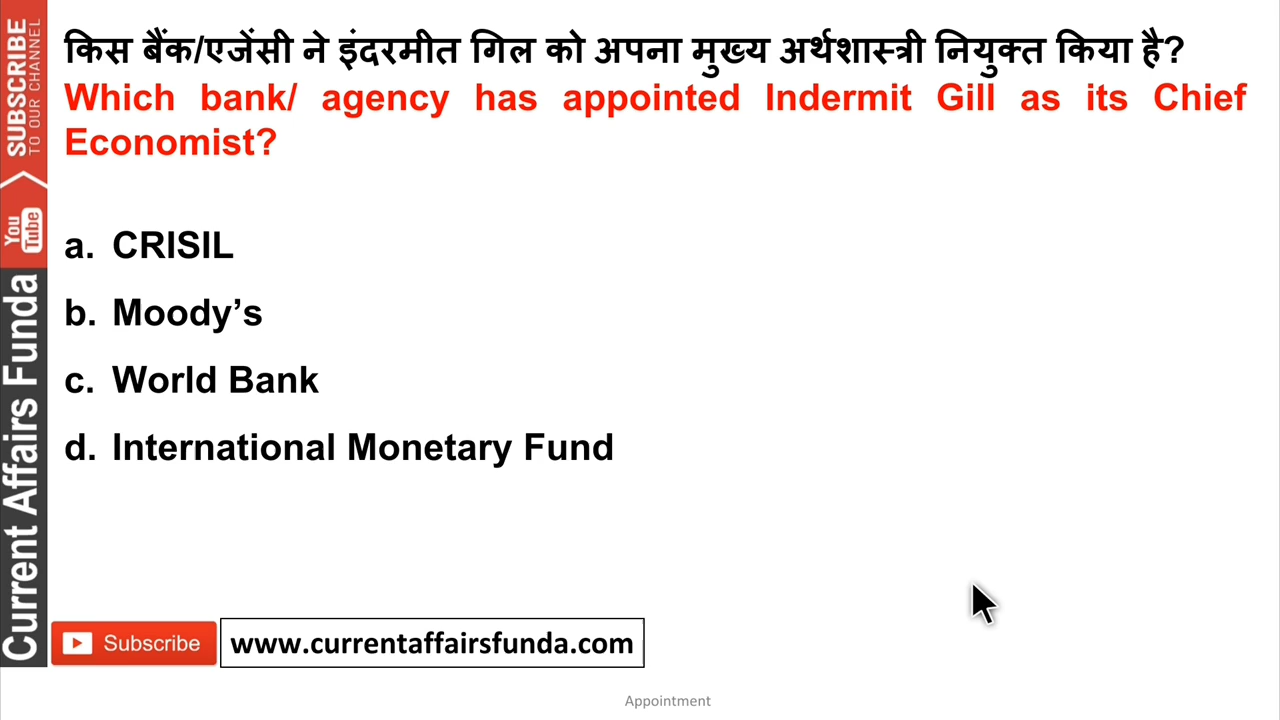 किस बैंक/एजेंसी ने इंदरमीत गिल को अपना मुख्य अर्थशास्त्री नियुक्त किया है?
Which bank/ agency has appointed Indermit Gill as its Chief
Economist?
a. CRISIL
b. Moody’s
c. World Bank
d. International Monetary Fund
SUBSCRIBE
TO OUR CHANNEL
You
Tube
Current Affairs Funda
Subscribe
www.currentaffairsfunda.com
Appointment